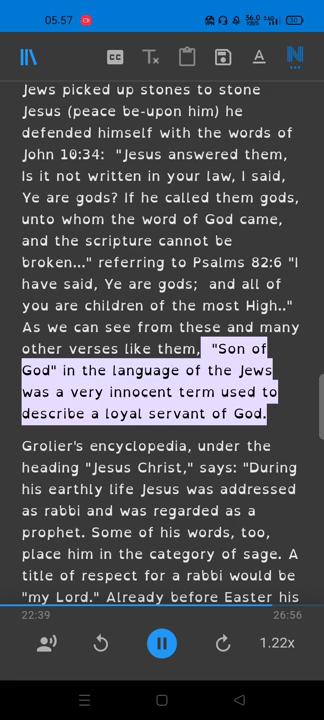 05.57
56.0
KB/S
30
CC
A
N
Jews picked up stones to stone
Jesus (peace be-upon him) he
defended himself with the words of
John 10:34:  "Jesus answered them,
Is it not written in your law, I said,
Ye are gods? If he called them gods,
unto whom the word of God came,
and the scripture cannot be
broken..." referring to Psalms 82:6 "I
have said, Ye are gods;  and all of
you are children of the most High.."
As we can see from these and many
other verses like them,  "Son of
God" in the language of the Jews
was a very innocent term used to
describe a loyal servant of God.
Grolier's encyclopedia, under the
heading "Jesus Christ," says: "During
his earthly life Jesus was addressed
as rabbi and was regarded as a
prophet. Some of his words, too,
place him in the category of sage. A
title of respect for a rabbi would be
"my Lord." Already before Easter his
22:39
26:56
1.22x